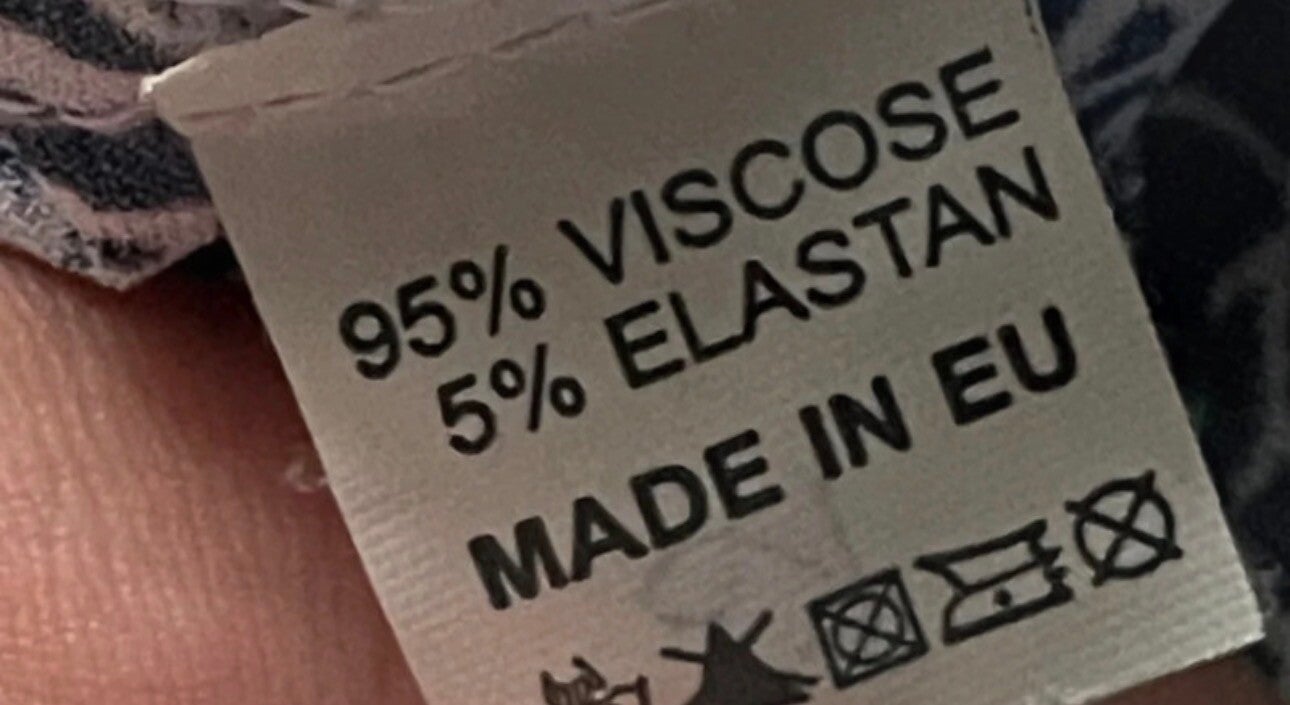 95% VISCOSE
5% ELASTAN
MADE IN EU